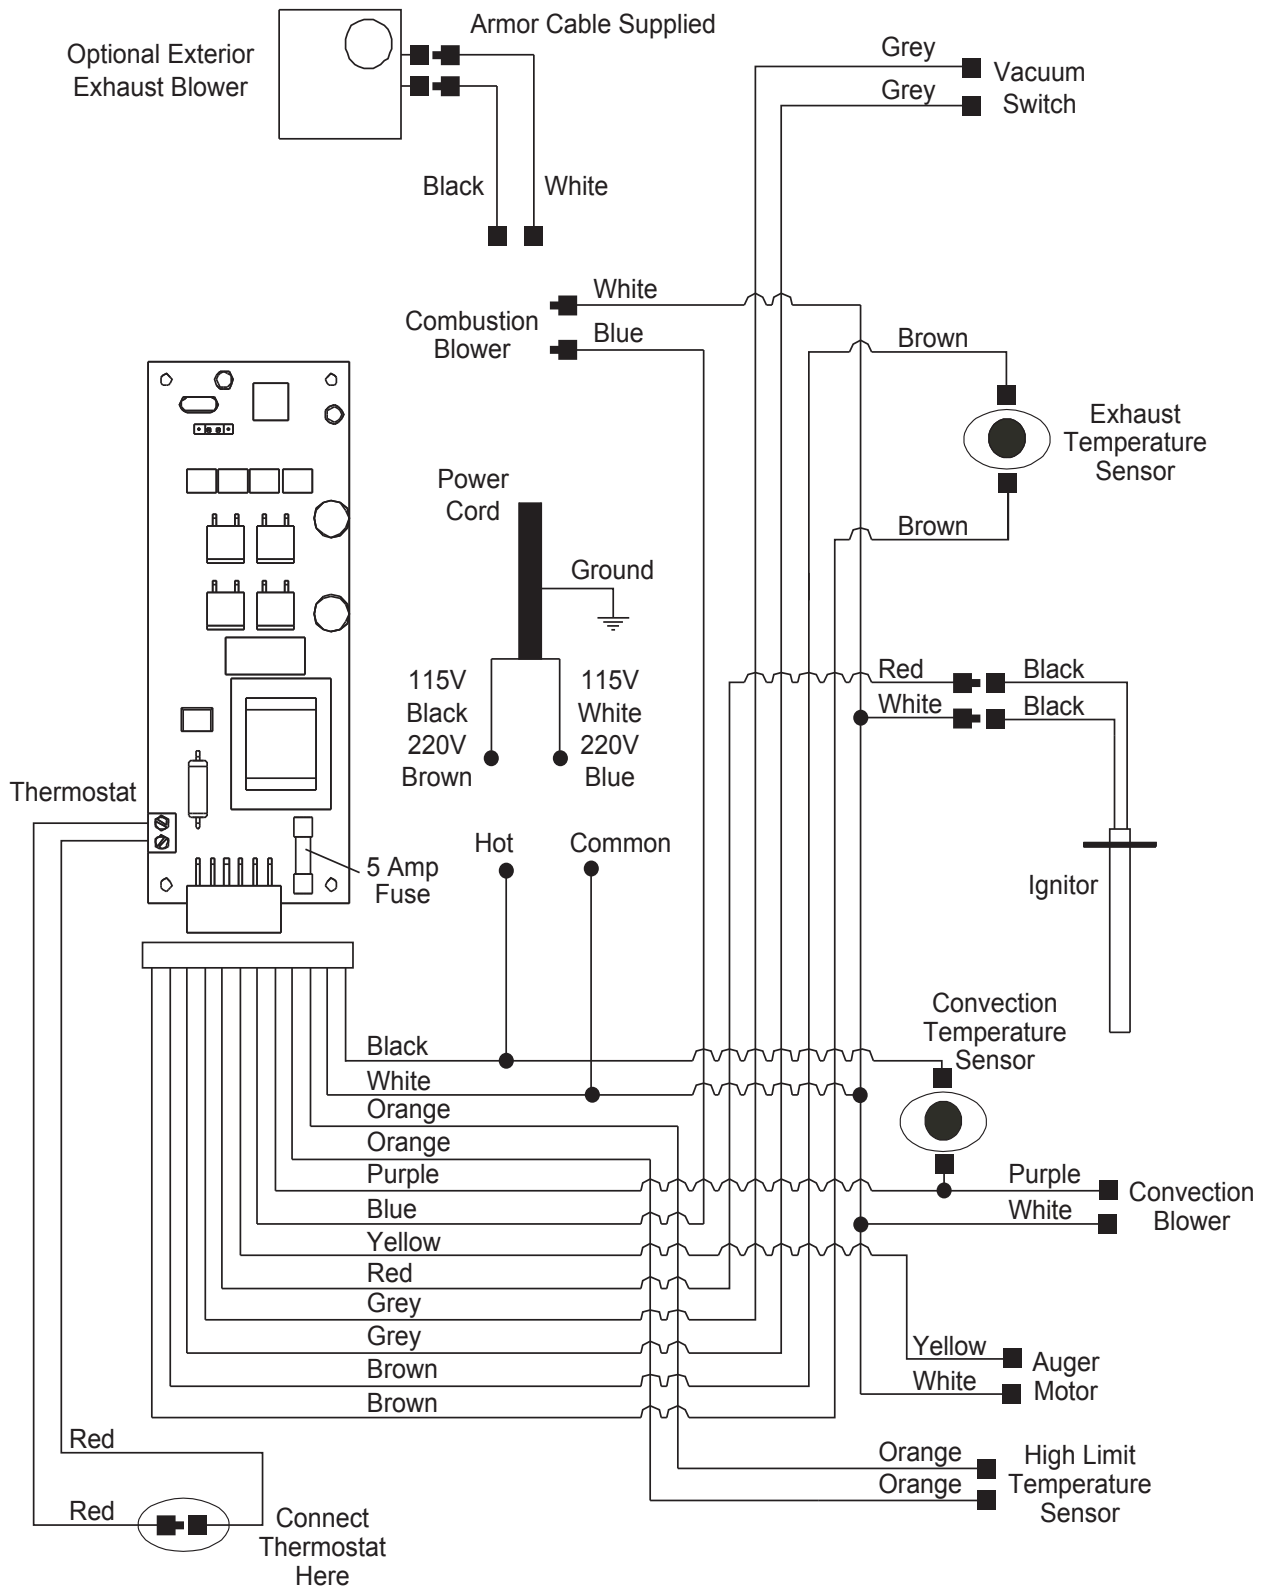 Armor Cable Supplied
Optional Exterior
Exhaust Blower
Grey
Vacuum
Switch
Grey
Black
White
White
Combustion
Blower
Blue
Brown
Exhaust
Temperature
Sensor
Brown
Power
Cord
Ground
115V
Black
220V
Brown
115V
White
220V
Blue
Red
Black
White
Black
Thermostat
Hot
Common
5 Amp
Fuse
Ignitor
Convection
Temperature
Sensor
Black
White
Orange
Orange
Purple
Blue
Yellow
Red
Grey
Grey
Brown
Brown
Purple
White
Convection
Blower
Yellow
White
Auger
Motor
Orange
Orange
High Limit
Temperature
Sensor
Red
Red
Connect
Thermostat
Here